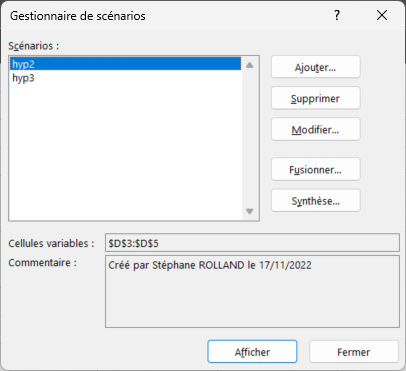 Gestionnaire de scénarios
?
Scénarios :
hyp2
hyp3
Ajouter...
Supprimer
Modifier...
Fusionner...
Synthèse...
Cellules variables : $D$3:$D$5
Commentaire : Créé par Stéphane ROLLAND le 17/11/2022
Afficher
Fermer